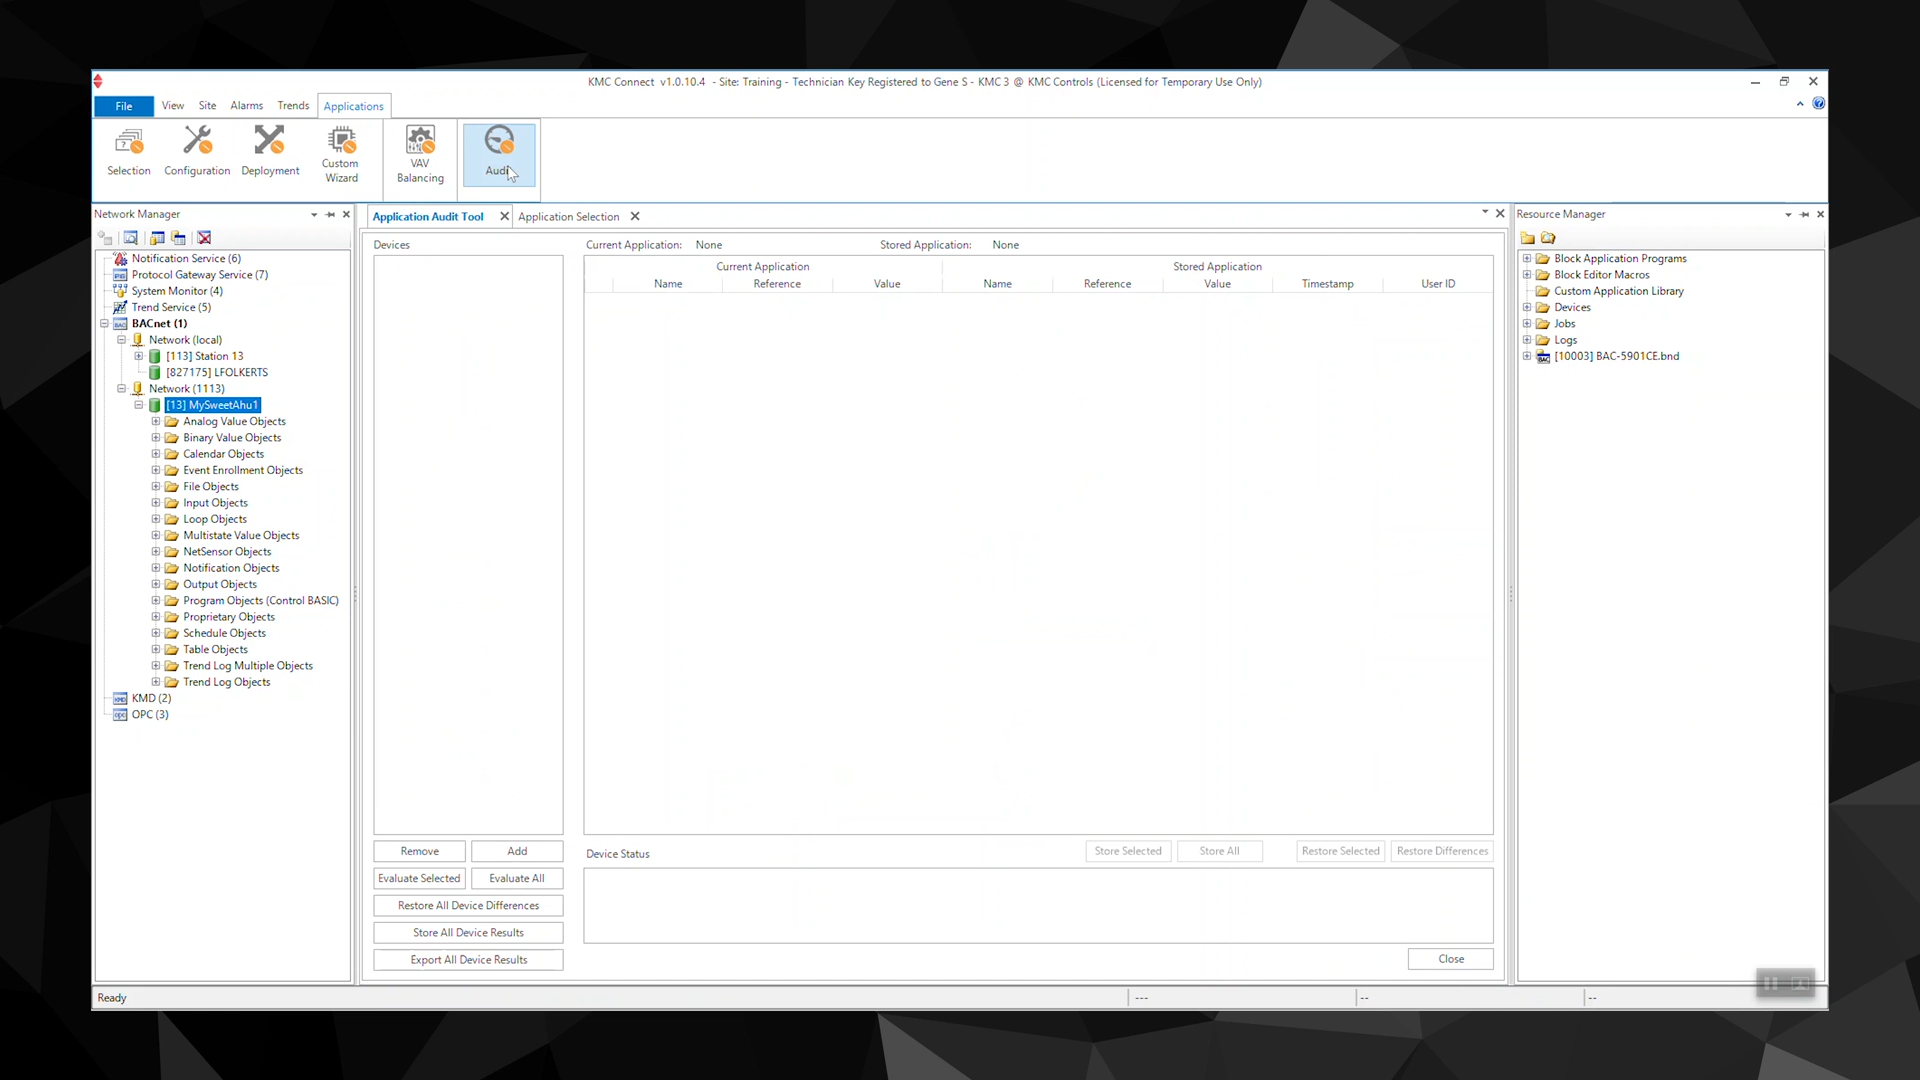 KMC Connect v1.0.10.4 - Site: Training - Technician Key Registered to Gene S - KMC 3 @ KMC Controls (Licensed for Temporary Use Only)
File View Site Alarms Trends Applications
Selection Configuration Deployment Custom Wizard VAV Balancing Audit
Network Manager
Notification Service (6)
Protocol Gateway Service (7)
System Monitor (4)
Trend Service (5)
BACnet (1)
Network (local)
[113] Station 13
[827175] LFOLKERTS
Network (1113)
[13] MySweetAhu1
Analog Value Objects
Binary Value Objects
Calendar Objects
Event Enrollment Objects
File Objects
Input Objects
Loop Objects
Multistate Value Objects
NetSensor Objects
Notification Objects
Output Objects
Program Objects (Control BASIC)
Proprietary Objects
Schedule Objects
Table Objects
Trend Log Multiple Objects
Trend Log Objects
KMD (2)
OPC (3)
Application Audit Tool Application Selection
Devices
Current Application: None Stored Application: None
Current Application Stored Application
Name Reference Value Name Reference Value Timestamp User ID
Remove Add
Evaluate Selected Evaluate All
Restore All Device Differences
Store All Device Results
Export All Device Results
Device Status Store Selected Store All Restore Selected Restore Differences
Close
Resource Manager
Block Application Programs
Block Editor Macros
Custom Application Library
Devices
Jobs
Logs
[10003] BAC-5901CE.bnd
Ready --- -- --